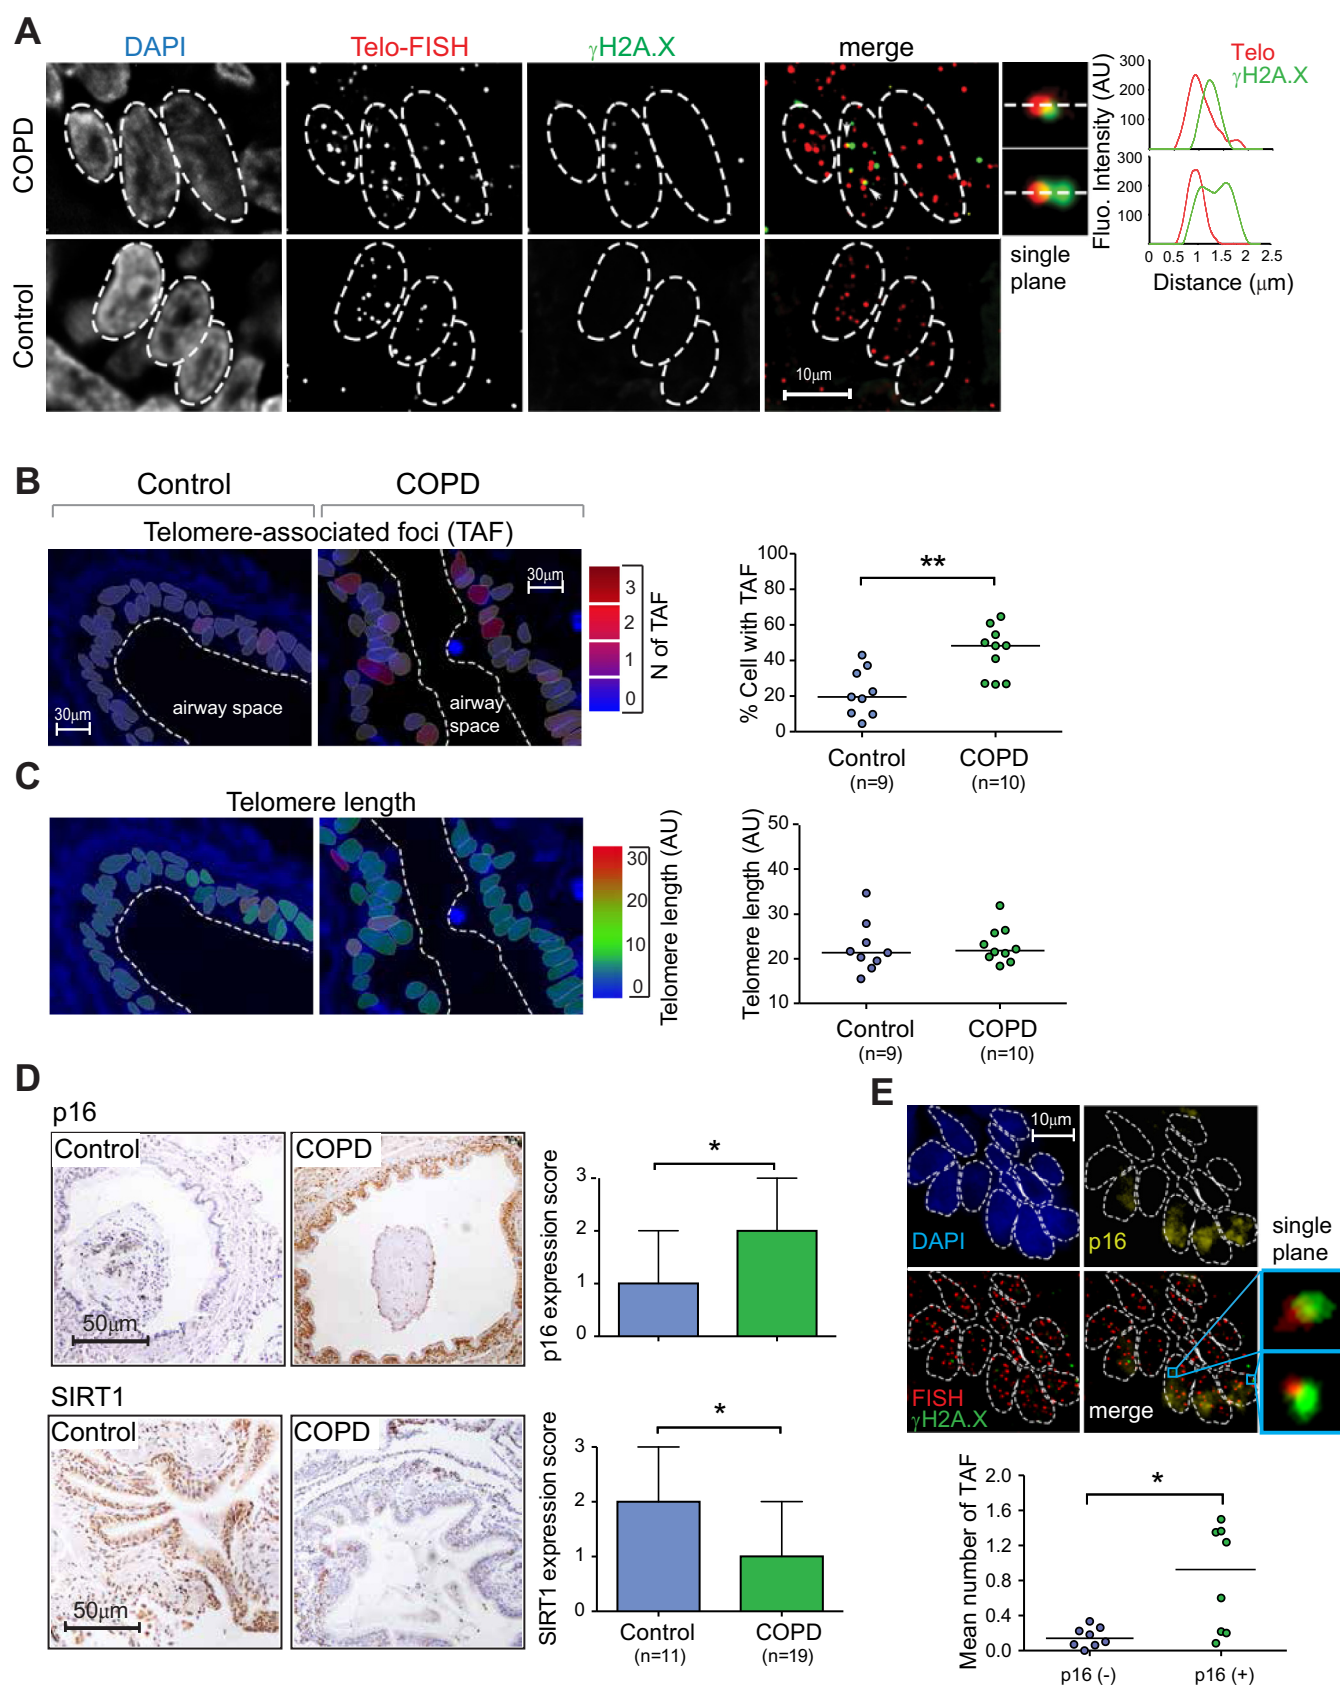 A
DAPI
Telo-FISH
γH2A.X
merge
COPD
Control
10μm
single
plane
Telo
γH2A.X
Fluo. Intensity (AU)
300
200
100
300
200
100
0 0.5 1 1.5 2 2.5
Distance (μm)
B
Control
COPD
Telomere-associated foci (TAF)
30μm
airway space
30μm
airway
space
3
2
1
0
N of TAF
% Cell with TAF
100
80
60
40
20
0
**
Control
(n=9)
COPD
(n=10)
C
Telomere length
30
20
10
0
Telomere length (AU)
Telomere length (AU)
50
40
30
20
10
Control
(n=9)
COPD
(n=10)
D
p16
Control
50μm
COPD
p16 expression score
3
2
1
0
*
SIRT1
Control
50μm
COPD
SIRT1 expression score
3
2
1
0
*
Control
(n=11)
COPD
(n=19)
E
10μm
DAPI
p16
single
plane
FISH
γH2A.X
merge
Mean number of TAF
2.0
1.6
1.2
0.8
0.4
0.0
*
p16 (-)
p16 (+)